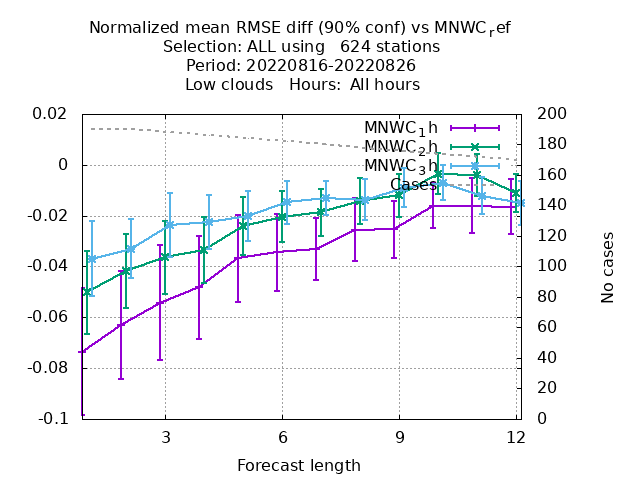 Normalized mean RMSE diff (90% conf) vs MNWC_ref
Selection: ALL using   624 stations
Period: 20220816-20220826
Low clouds   Hours:  All hours
0.02
0
-0.02
-0.04
-0.06
-0.08
-0.1
200
180
160
140
120
100
80
60
40
20
0
MNWC_1h
MNWC_2h
MNWC_3h
Cases
No cases
3 6 9 12
Forecast length